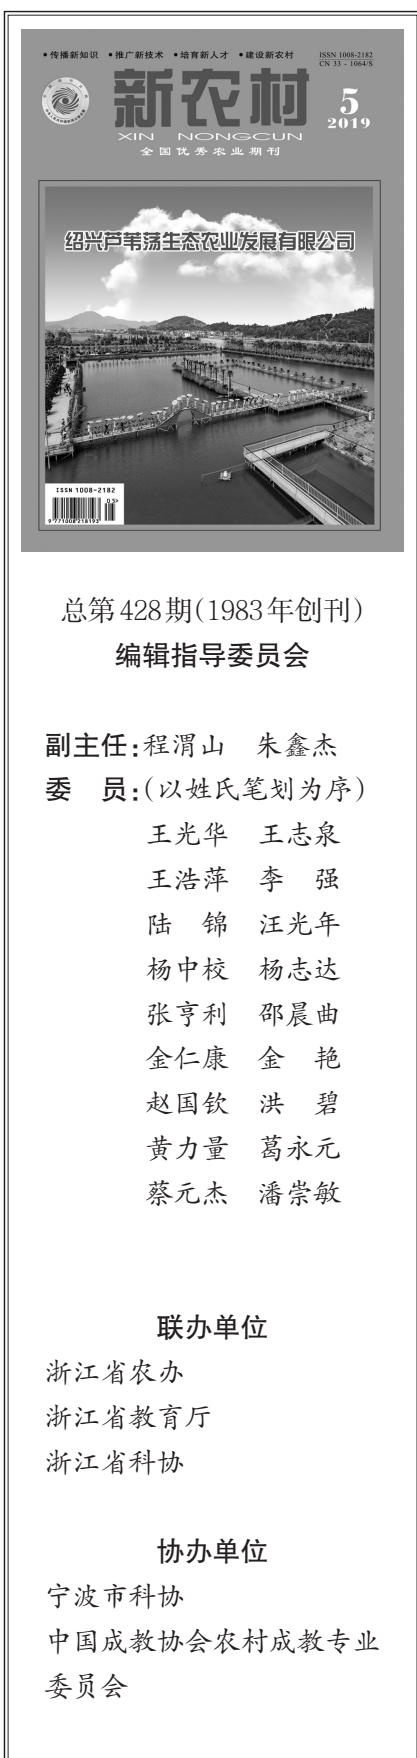 •传播新知识 •推广新技术 •培育新人才 •建设新农村
ISSN 1008-2182
CN 33-1064/S
新农村
XIN NONGCUN
全国优秀农业期刊
5
2019
绍兴芦苇荡生态农业发展有限公司
ISSN 1008-2182
05>
9 771008 218193
总第428期(1983年创刊)
编辑指导委员会
副主任:程渭山 朱鑫杰
委 员:(以姓氏笔划为序)
王光华 王志泉
王浩萍 李 强
陆 锦 汪光年
杨中校 杨志达
张亨利 邵晨曲
金仁康 金 艳
赵国钦 洪 碧
黄力量 葛永元
蔡元杰 潘崇敏
联办单位
浙江省农办
浙江省教育厅
浙江省科协
协办单位
宁波市科协
中国成教协会农村成教专业
委员会